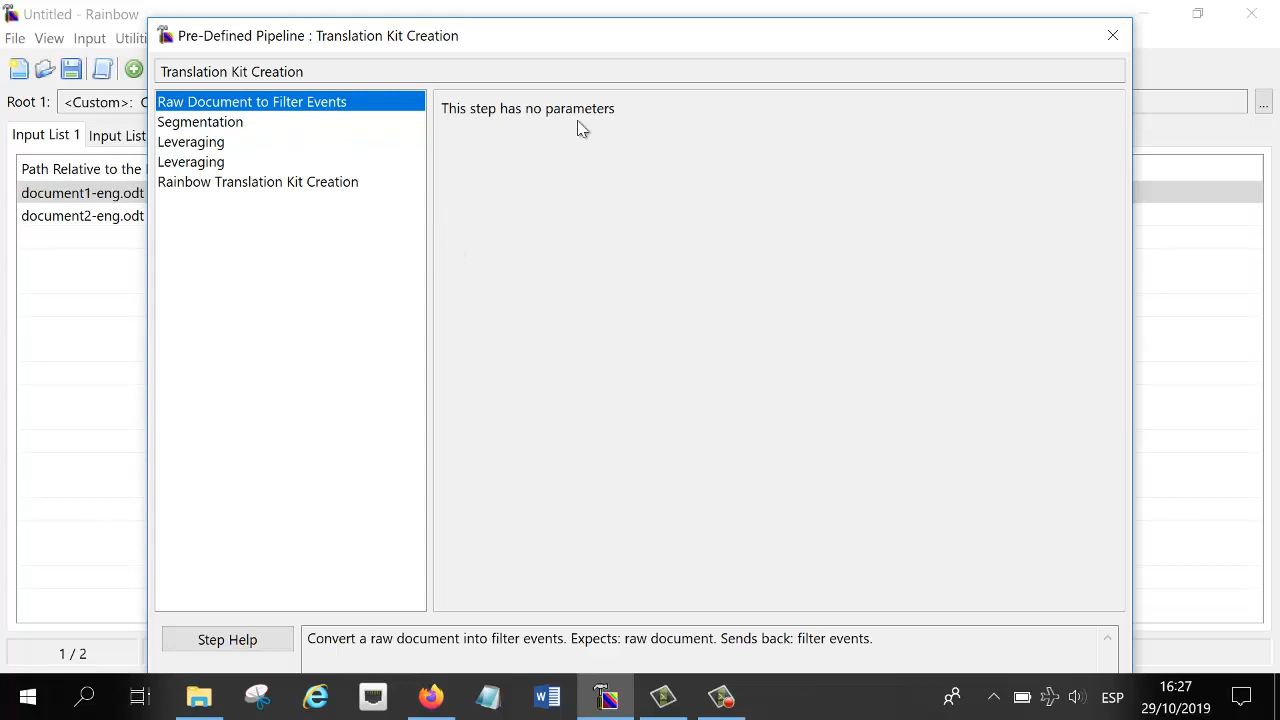 Untitled - Rainbow
File View Input Utiliti
Root 1: <Custom>: C
Input List 1 Input List
Path Relative to the
document1-eng.odt
document2-eng.odt
1 / 2
Pre-Defined Pipeline : Translation Kit Creation
Translation Kit Creation
Raw Document to Filter Events
Segmentation
Leveraging
Leveraging
Rainbow Translation Kit Creation
This step has no parameters
...
Step Help
Convert a raw document into filter events. Expects: raw document. Sends back: filter events.
ESP
16:27
29/10/2019